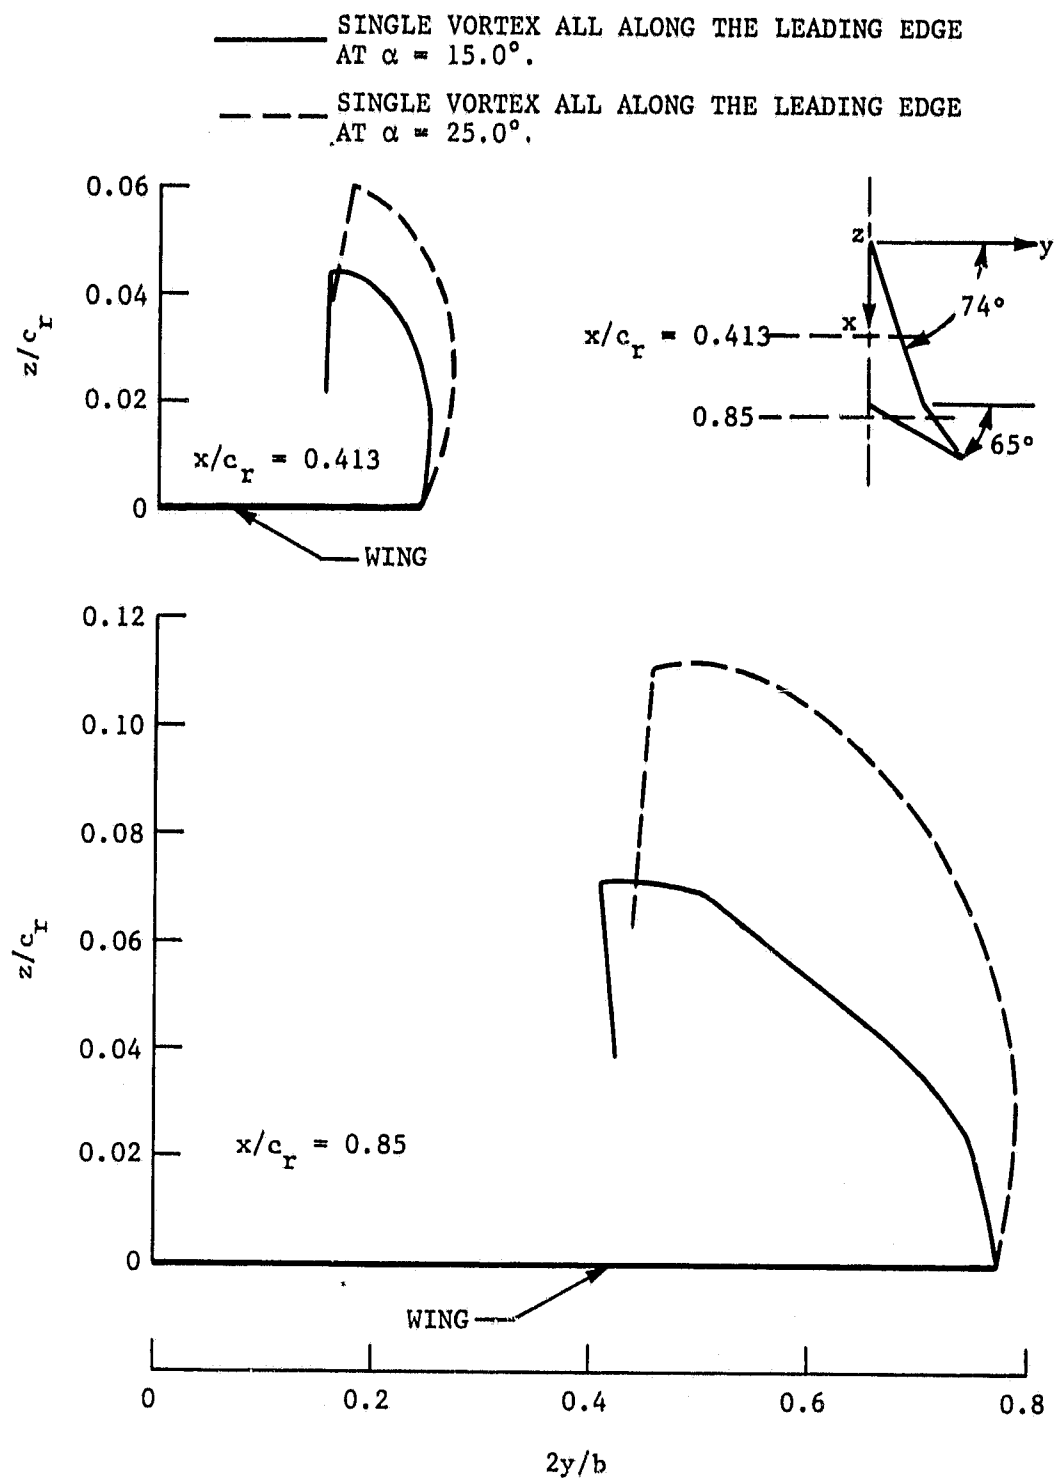 SINGLE VORTEX ALL ALONG THE LEADING EDGE
AT α = 15.0°.
SINGLE VORTEX ALL ALONG THE LEADING EDGE
AT α = 25.0°.
0.06
0.04
0.02
0
z/c_r
x/c_r = 0.413
WING
z
y
x
74°
x/c_r = 0.413
0.85
65°
0.12
0.10
0.08
0.06
0.04
0.02
0
z/c_r
x/c_r = 0.85
WING
0 0.2 0.4 0.6 0.8
2y/b